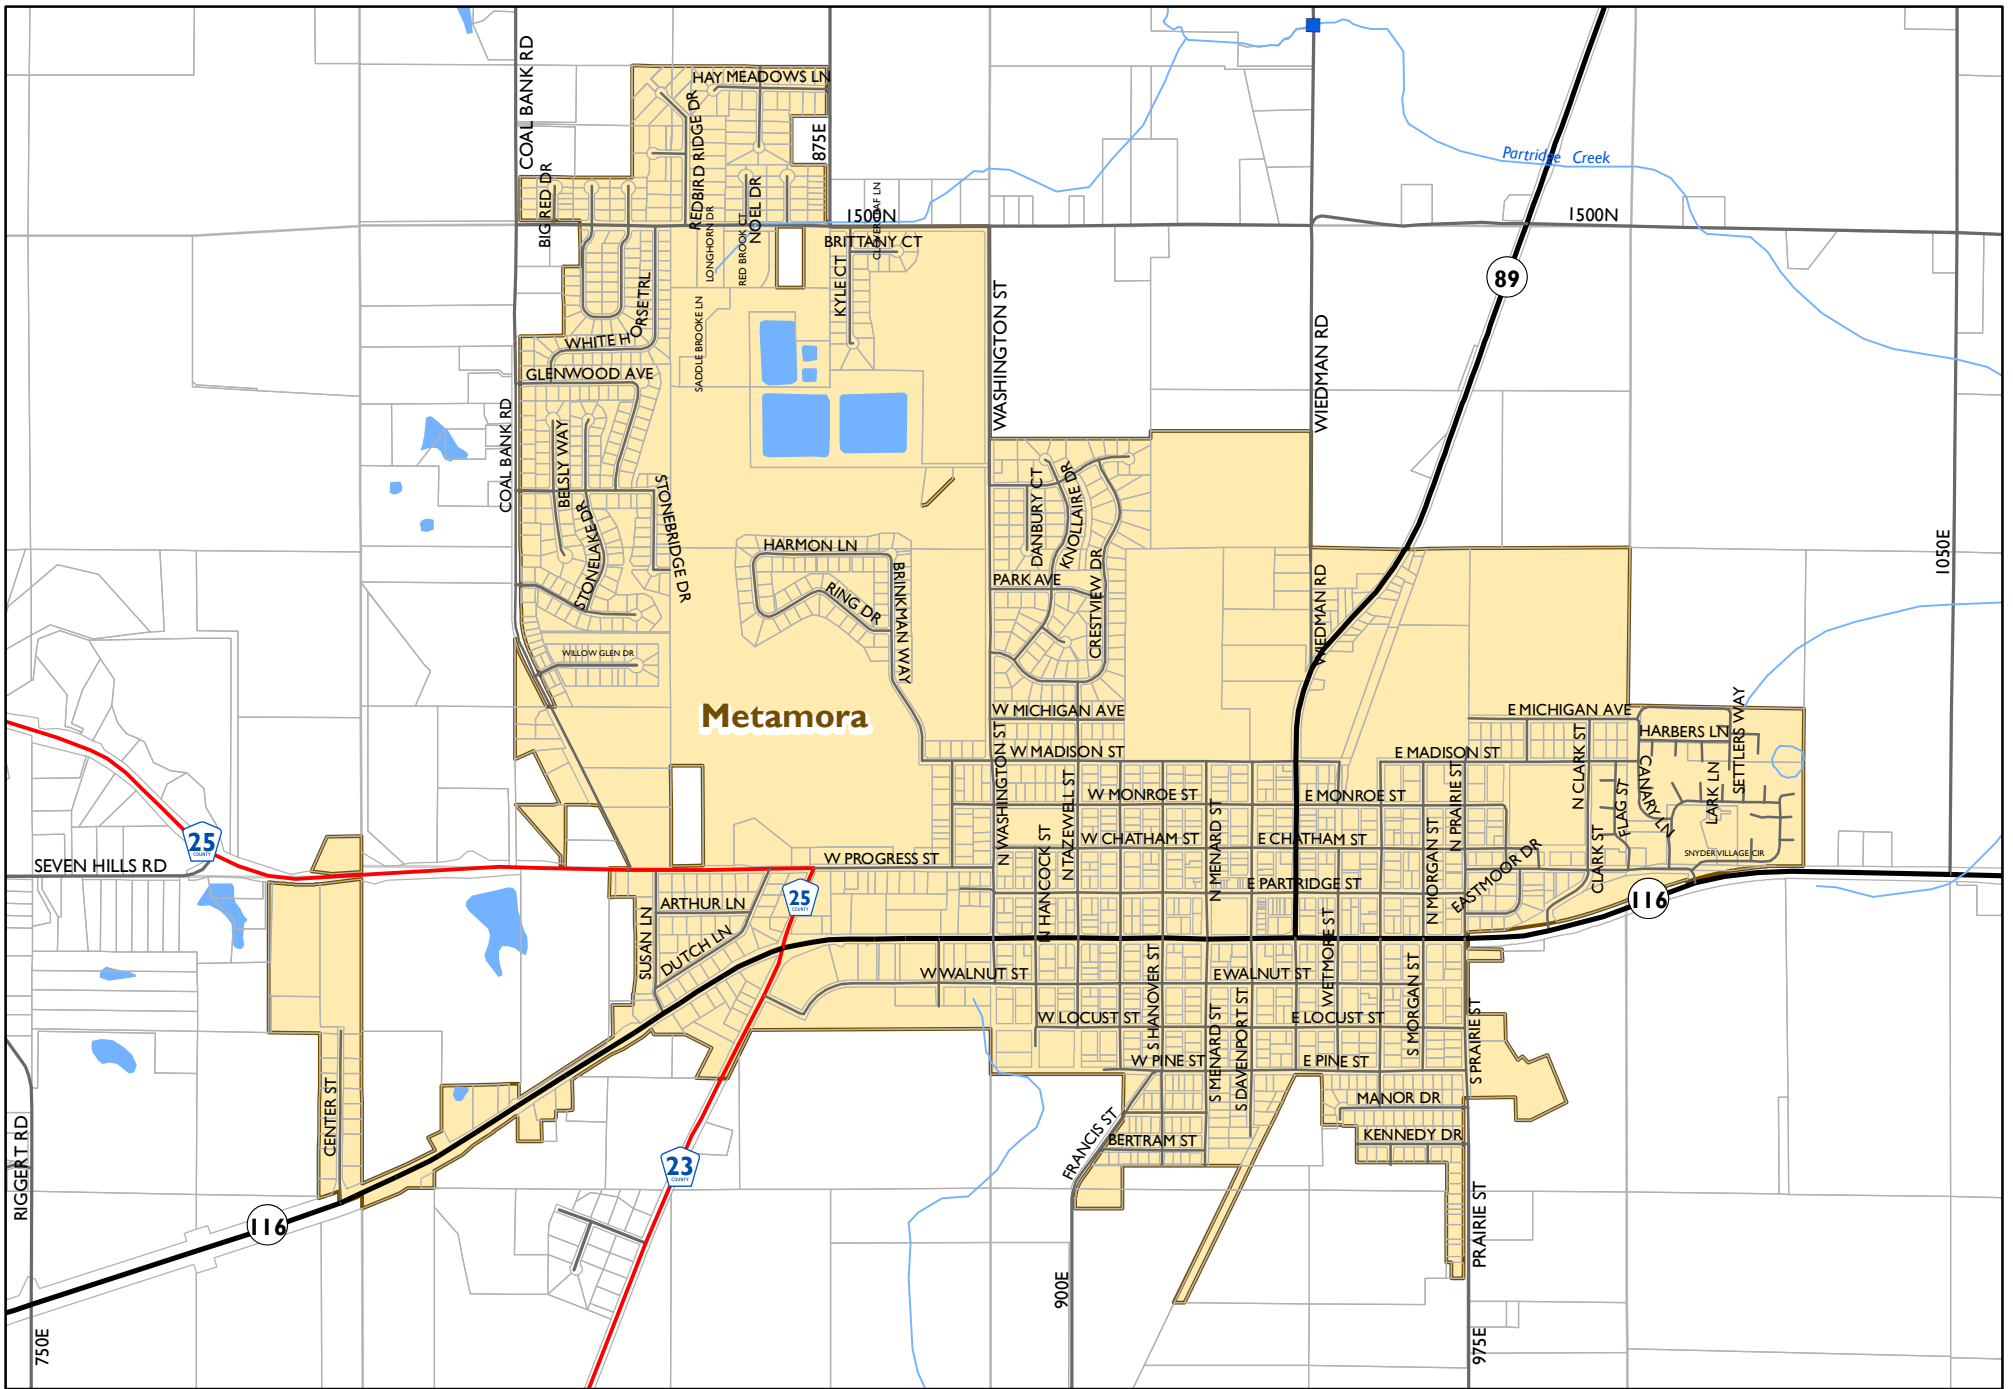 HAY MEADOWS LN
COAL BANK RD
REDBIRD RIDGE DR
875E
BIG RED DR
NOEL DR
LONGHORN DR
RED BROOK CT
CLOVERLEAF LN
1500N
BRITTANY CT
KYLE CT
Partridge Creek
1500N
89
WHITE HORSE TRL
SADDLE BROOKE LN
GLENWOOD AVE
WASHINGTON ST
WIEDMAN RD
COAL BANK RD
BELSLY WAY
STONELAKE DR
STONEBRIDGE DR
HARMON LN
RING DR
BRINKMAN WAY
DANBURY CT
KNOLLAIRE DR
CRESTVIEW DR
PARK AVE
WIEDMAN RD
1050E
WILLOW GLEN DR
Metamora
W MICHIGAN AVE
E MICHIGAN AVE
W MADISON ST
E MADISON ST
HARBERS LN
SETTLERS WAY
N CLARK ST
FLAG ST
CANARY LN
LARK LN
SNYDER VILLAGE CIR
N WASHINGTON ST
N TAZEWELL ST
W MONROE ST
E MONROE ST
N PRAIRIE ST
N HANCOCK ST
W CHATHAM ST
E CHATHAM ST
N MENARD ST
N MORGAN ST
25
COUNTY
SEVEN HILLS RD
W PROGRESS ST
25
COUNTY
E PARTRIDGE ST
EASTMOOR DR
CLARK ST
116
ARTHUR LN
SUSAN LN
DUTCH LN
W WALNUT ST
E WALNUT ST
WETMORE ST
S HANOVER ST
S MORGAN ST
W LOCUST ST
E LOCUST ST
S MENARD ST
S DAVENPORT ST
S PRAIRIE ST
W PINE ST
E PINE ST
MANOR DR
KENNEDY DR
BERTRAM ST
FRANCIS ST
CENTER ST
RIGGERT RD
23
COUNTY
116
PRAIRIE ST
900E
750E
975E